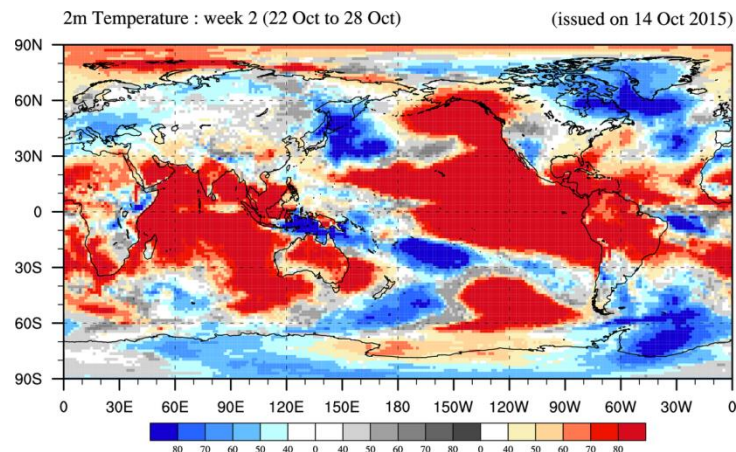 2m Temperature : week 2 (22 Oct to 28 Oct) (issued on 14 Oct 2015)
90N
60N
30N
0
30S
60S
90S
0 30E 60E 90E 120E 150E 180 150W 120W 90W 60W 30W 0
80 70 60 50 40 0 40 50 60 70 80 0 40 50 60 70 80